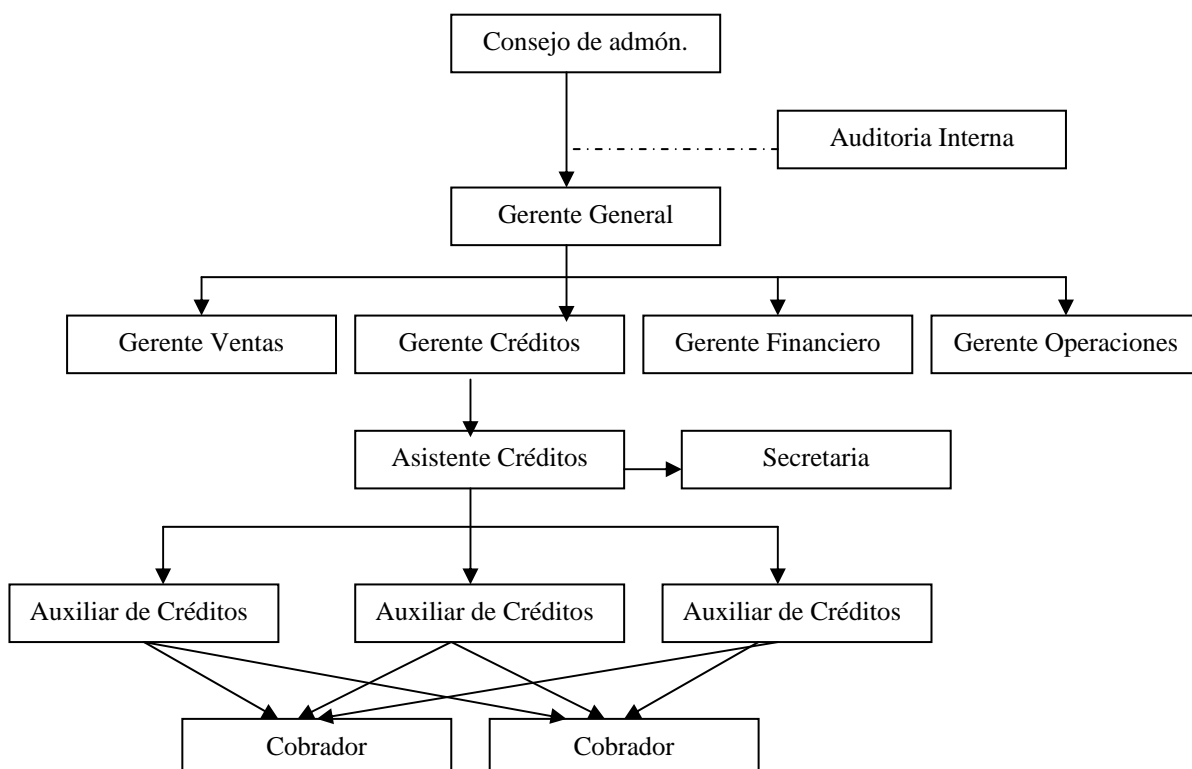 Consejo de admón.
Auditoria Interna
Gerente General
Gerente Ventas
Gerente Créditos
Gerente Financiero
Gerente Operaciones
Asistente Créditos
Secretaria
Auxiliar de Créditos
Auxiliar de Créditos
Auxiliar de Créditos
Cobrador
Cobrador